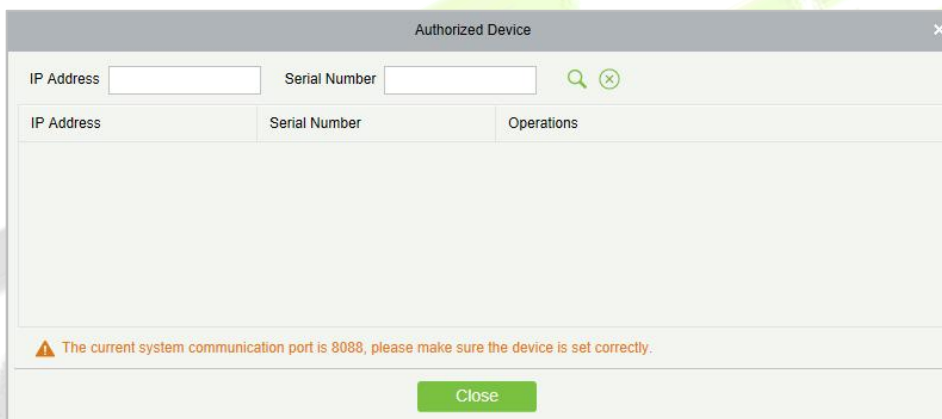 Authorized Device
IP Address Serial Number
IP Address Serial Number Operations
The current system communication port is 8088, please make sure the device is set correctly.
Close